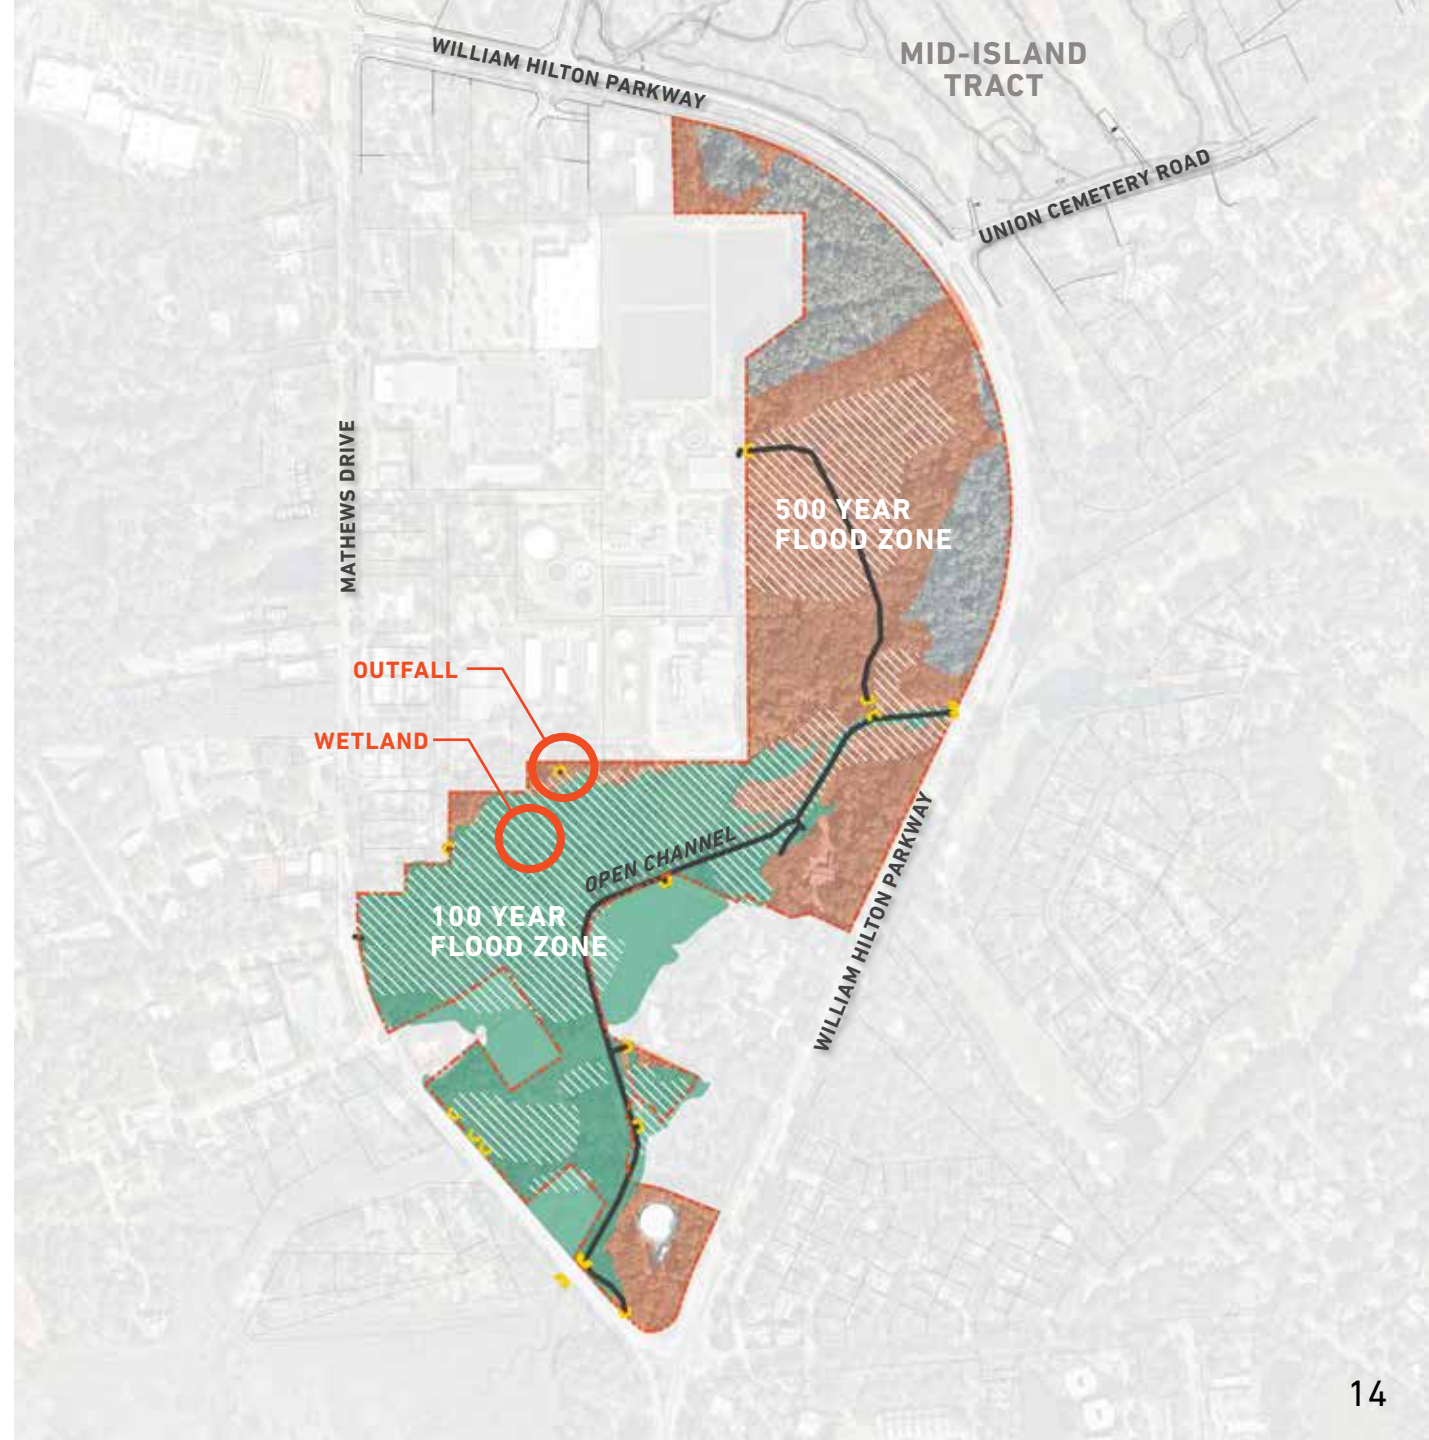 WILLIAM HILTON PARKWAY
MID-ISLAND
TRACT
UNION CEMETERY ROAD
MATHEWS DRIVE
500 YEAR
FLOOD ZONE
OUTFALL
WETLAND
OPEN CHANNEL
WILLIAM HILTON PARKWAY
100 YEAR
FLOOD ZONE
14